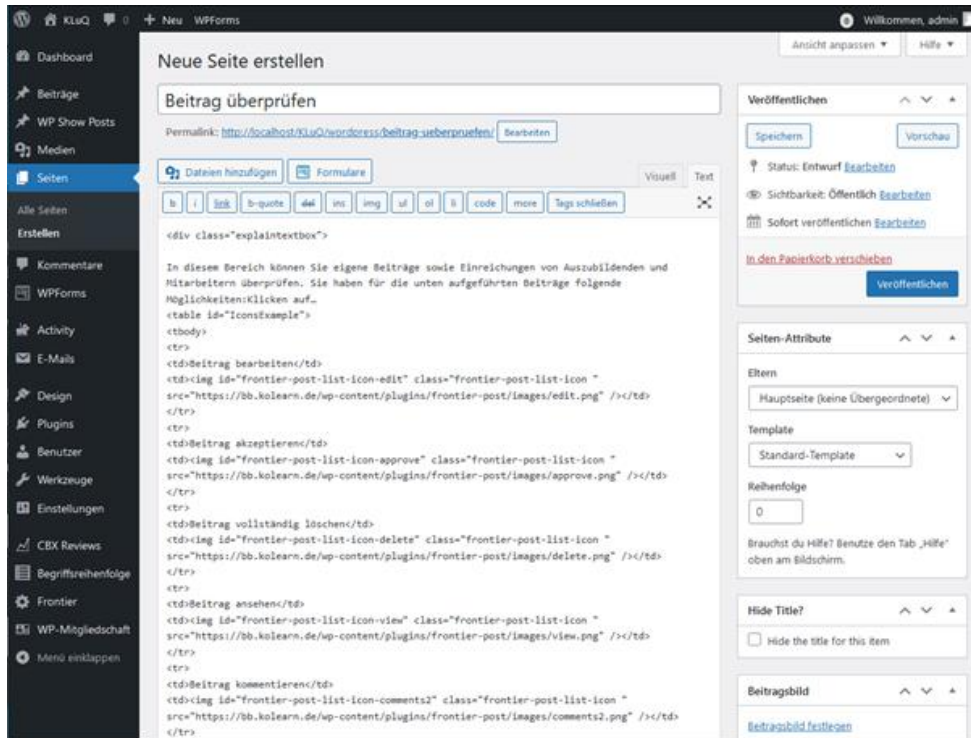 KLuQ 0 + Neu WPForms Willkommen, admin
Ansicht anpassen ▼ Hilfe ▼
Dashboard
Beiträge
WP Show Posts
Medien
Seiten
Alle Seiten
Erstellen
Kommentare
WPForms
Activity
E-Mails
Design
Plugins
Benutzer
Werkzeuge
Einstellungen
CBX Reviews
Begriffsreihenfolge
Frontier
WP-Mitgliedschaft
Menü einklappen
Neue Seite erstellen
Beitrag überprüfen
Permalink: http://localhost/KLuQ/wordpress/beitrag-ueberpruefen/ Bearbeiten
Dateien hinzufügen Formulare Visuell Text
b i link b-quote del ins img ul ol li code more Tags schließen
<div class="explaintextbox">
In diesem Bereich können Sie eigene Beiträge sowie Einreichungen von Auszubildenden und
Mitarbeitern überprüfen. Sie haben für die unten aufgeführten Beiträge folgende
Möglichkeiten:Klicken auf…
<table id="IconsExample">
<tbody>
<tr>
<td>Beitrag bearbeiten</td>
<td><img id="frontier-post-list-icon-edit" class="frontier-post-list-icon "
src="https://bb.kolearn.de/wp-content/plugins/frontier-post/images/edit.png" /></td>
</tr>
<tr>
<td>Beitrag akzeptieren</td>
<td><img id="frontier-post-list-icon-approve" class="frontier-post-list-icon "
src="https://bb.kolearn.de/wp-content/plugins/frontier-post/images/approve.png" /></td>
</tr>
<tr>
<td>Beitrag vollständig löschen</td>
<td><img id="frontier-post-list-icon-delete" class="frontier-post-list-icon "
src="https://bb.kolearn.de/wp-content/plugins/frontier-post/images/delete.png" /></td>
</tr>
<tr>
<td>Beitrag ansehen</td>
<td><img id="frontier-post-list-icon-view" class="frontier-post-list-icon "
src="https://bb.kolearn.de/wp-content/plugins/frontier-post/images/view.png" /></td>
</tr>
<tr>
<td>Beitrag kommentieren</td>
<td><img id="frontier-post-list-icon-comments2" class="frontier-post-list-icon "
src="https://bb.kolearn.de/wp-content/plugins/frontier-post/images/comments2.png" /></td>
</tr>
Veröffentlichen
Speichern Vorschau
Status: Entwurf Bearbeiten
Sichtbarkeit: Öffentlich Bearbeiten
Sofort veröffentlichen Bearbeiten
In den Papierkorb verschieben
Veröffentlichen
Seiten-Attribute
Eltern
Hauptseite (keine Übergeordnete)
Template
Standard-Template
Reihenfolge
0
Brauchst du Hilfe? Benutze den Tab „Hilfe“
oben am Bildschirm.
Hide Title?
Hide the title for this item
Beitragsbild
Beitragsbild festlegen